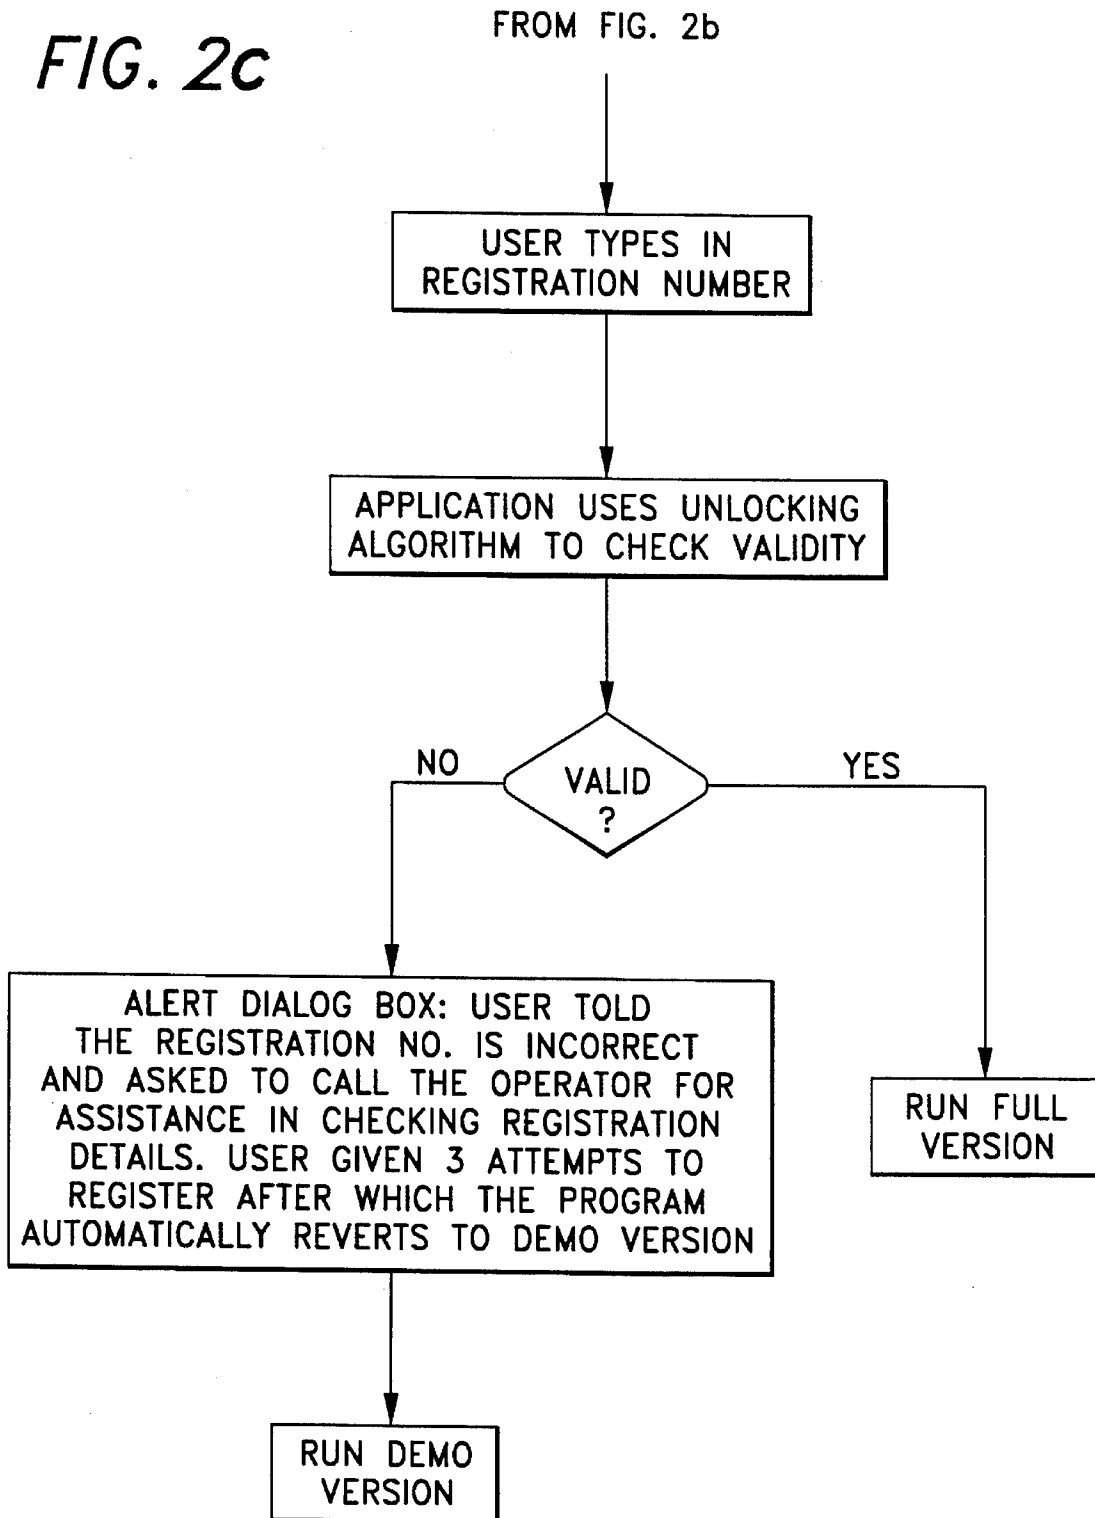 FIG. 2c
FROM FIG. 2b
USER TYPES IN
REGISTRATION NUMBER
APPLICATION USES UNLOCKING
ALGORITHM TO CHECK VALIDITY
VALID
?
NO
YES
ALERT DIALOG BOX: USER TOLD
THE REGISTRATION NO. IS INCORRECT
AND ASKED TO CALL THE OPERATOR FOR
ASSISTANCE IN CHECKING REGISTRATION
DETAILS. USER GIVEN 3 ATTEMPTS TO
REGISTER AFTER WHICH THE PROGRAM
AUTOMATICALLY REVERTS TO DEMO VERSION
RUN FULL
VERSION
RUN DEMO
VERSION